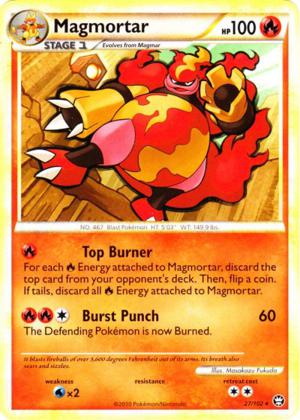 Magmortar HP100
STAGE 1 Evolves from Magmar
NO. 467 Blast Pokémon HT: 5'03" WT: 149.9 lbs.
Top Burner
For each Energy attached to Magmortar, discard the
top card from your opponent's deck. Then, flip a coin.
If tails, discard all Energy attached to Magmortar.
Burst Punch 60
The Defending Pokémon is now Burned.
It blasts fireballs of over 3,600 degrees Fahrenheit out of its arms. Its breath also
sears and sizzles.
Illus. Masakazu Fukuda
weakness resistance retreat cost
×2
©2010 Pokémon/Nintendo 27/102